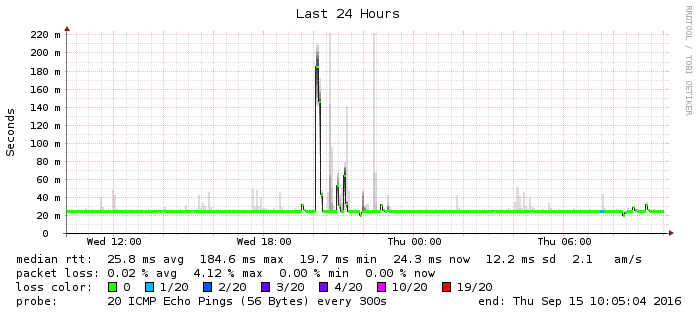 Last 24 Hours
RRDTOOL / TOBI OETIKER
Seconds
220 m
200 m
180 m
160 m
140 m
120 m
100 m
80 m
60 m
40 m
20 m
0
Wed 12:00 Wed 18:00 Thu 00:00 Thu 06:00
median rtt: 25.8 ms avg 184.6 ms max 19.7 ms min 24.3 ms now 12.2 ms sd 2.1 am/s
packet loss: 0.02 % avg 4.12 % max 0.00 % min 0.00 % now
loss color: 0 1/20 2/20 3/20 4/20 10/20 19/20
probe: 20 ICMP Echo Pings (56 Bytes) every 300s end: Thu Sep 15 10:05:04 2016